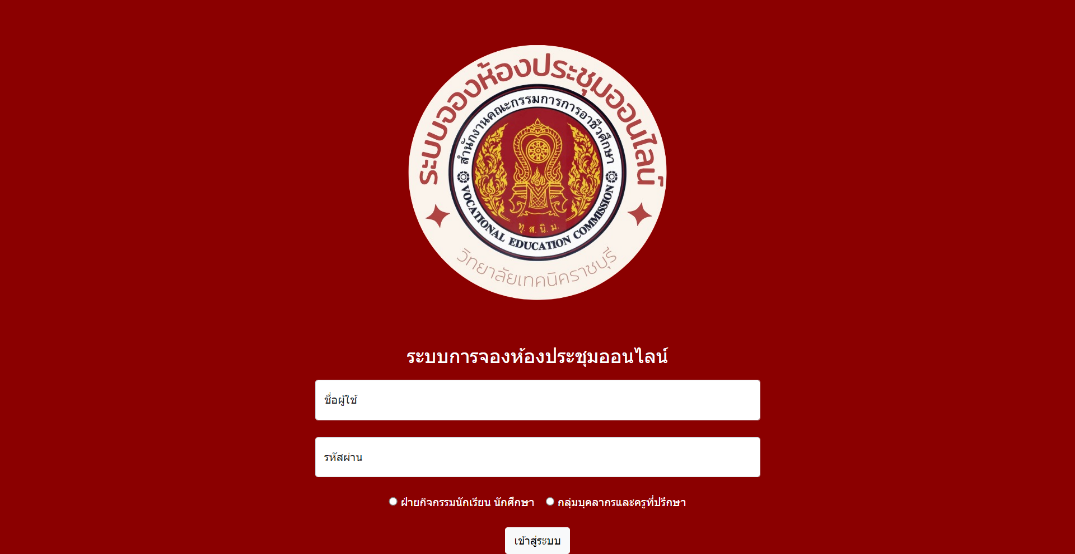 ระบบจองห้องประชุมออนไลน์
สำนักงานคณะกรรมการการอาชีวศึกษา
ทุ. ส. นิ. ม.
VOCATIONAL EDUCATION COMMISSION
วิทยาลัยเทคนิคราชบุรี
ระบบการจองห้องประชุมออนไลน์
ชื่อผู้ใช้
รหัสผ่าน
ฝ่ายกิจกรรมนักเรียน นักศึกษา กลุ่มบุคลากรและครูที่ปรึกษา
เข้าสู่ระบบ